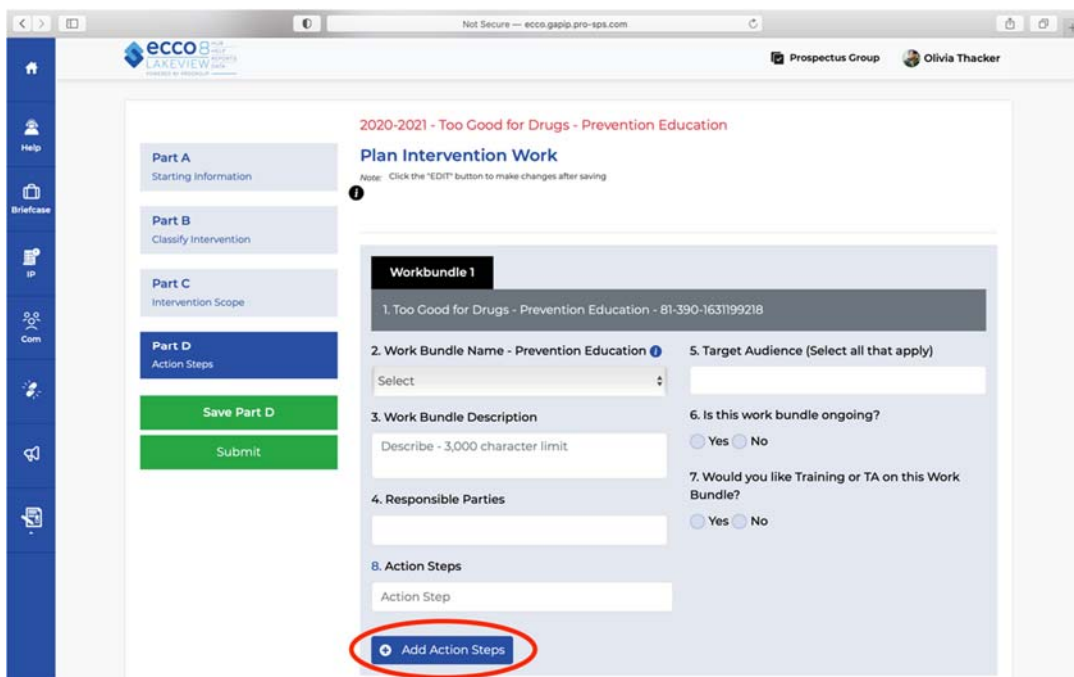 Not Secure — ecco.gapip.pro-sps.com
ecco 8
LAKEVIEW
Prospectus Group
Olivia Thacker
Help
Briefcase
IP
Com
Part A
Starting Information
Part B
Classify Intervention
Part C
Intervention Scope
Part D
Action Steps
Save Part D
Submit
2020-2021 - Too Good for Drugs - Prevention Education
Plan Intervention Work
Note: Click the "EDIT" button to make changes after saving
Workbundle 1
1. Too Good for Drugs - Prevention Education - 81-390-1631199218
2. Work Bundle Name - Prevention Education
Select
3. Work Bundle Description
Describe - 3,000 character limit
4. Responsible Parties
8. Action Steps
Action Step
Add Action Steps
5. Target Audience (Select all that apply)
6. Is this work bundle ongoing?
Yes No
7. Would you like Training or TA on this Work
Bundle?
Yes No